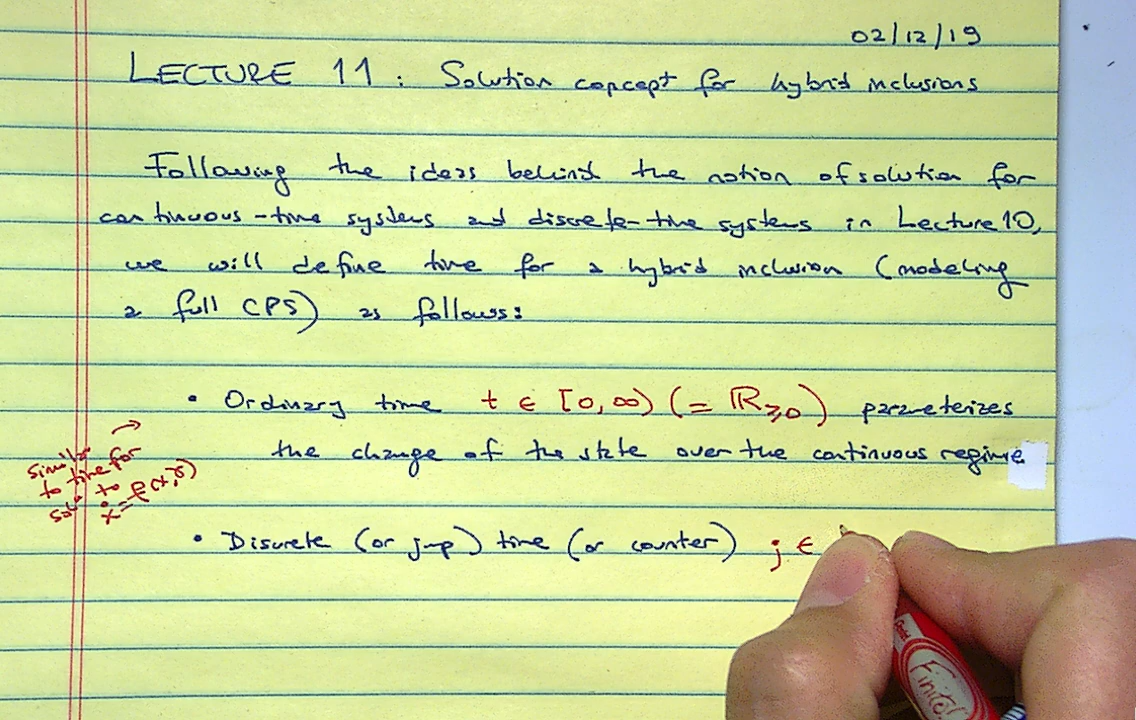 02/12/19
LECTURE 11: Solution concept for hybrid inclusions
Following the ideas behind the notion of solution for
continuous-time systems and discrete-time systems in Lecture 10,
we will define time for a hybrid inclusion (modeling
a full CPS) as follows:
• Ordinary time t ∈ [0,∞) (= ℝ≥0) parameterizes
the change of the state over the continuous regime
→
similar
to time for
solⁿ to
• Discrete (or jump) time (or counter) j ∈
Pentel
Finito!